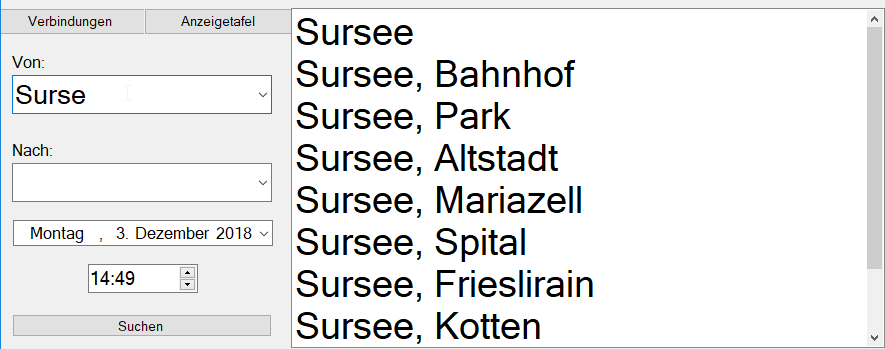 Verbindungen
Anzeigetafel
Von:
Surse
Nach:
Montag , 3. Dezember 2018
14:49
Suchen
Sursee
Sursee, Bahnhof
Sursee, Park
Sursee, Altstadt
Sursee, Mariazell
Sursee, Spital
Sursee, Frieslirain
Sursee, Kotten